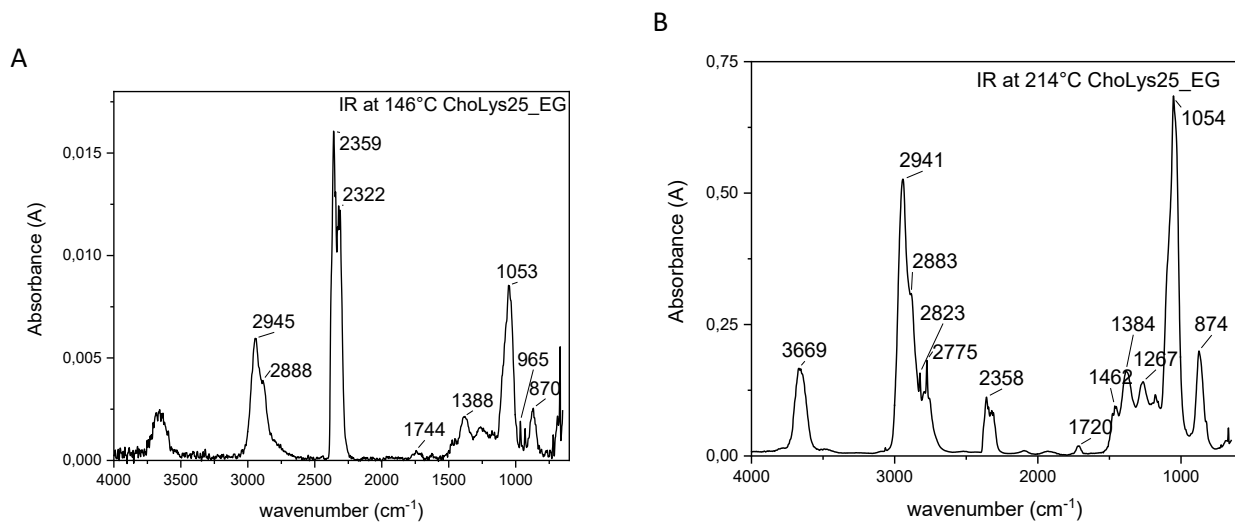 A
IR at 146°C ChoLys25_EG
2359
2322
2945
2888
1744
1388
1053
965
870
0,015
0,010
0,005
0,000
4000 3500 3000 2500 2000 1500 1000
Absorbance (A)
wavenumber (cm-1)
B
IR at 214°C ChoLys25_EG
3669
2941
2883
2823
2775
2358
1720
1462
1384
1267
1054
874
0,75
0,50
0,25
0,00
4000 3000 2000 1000
Absorbance (A)
wavenumber (cm-1)